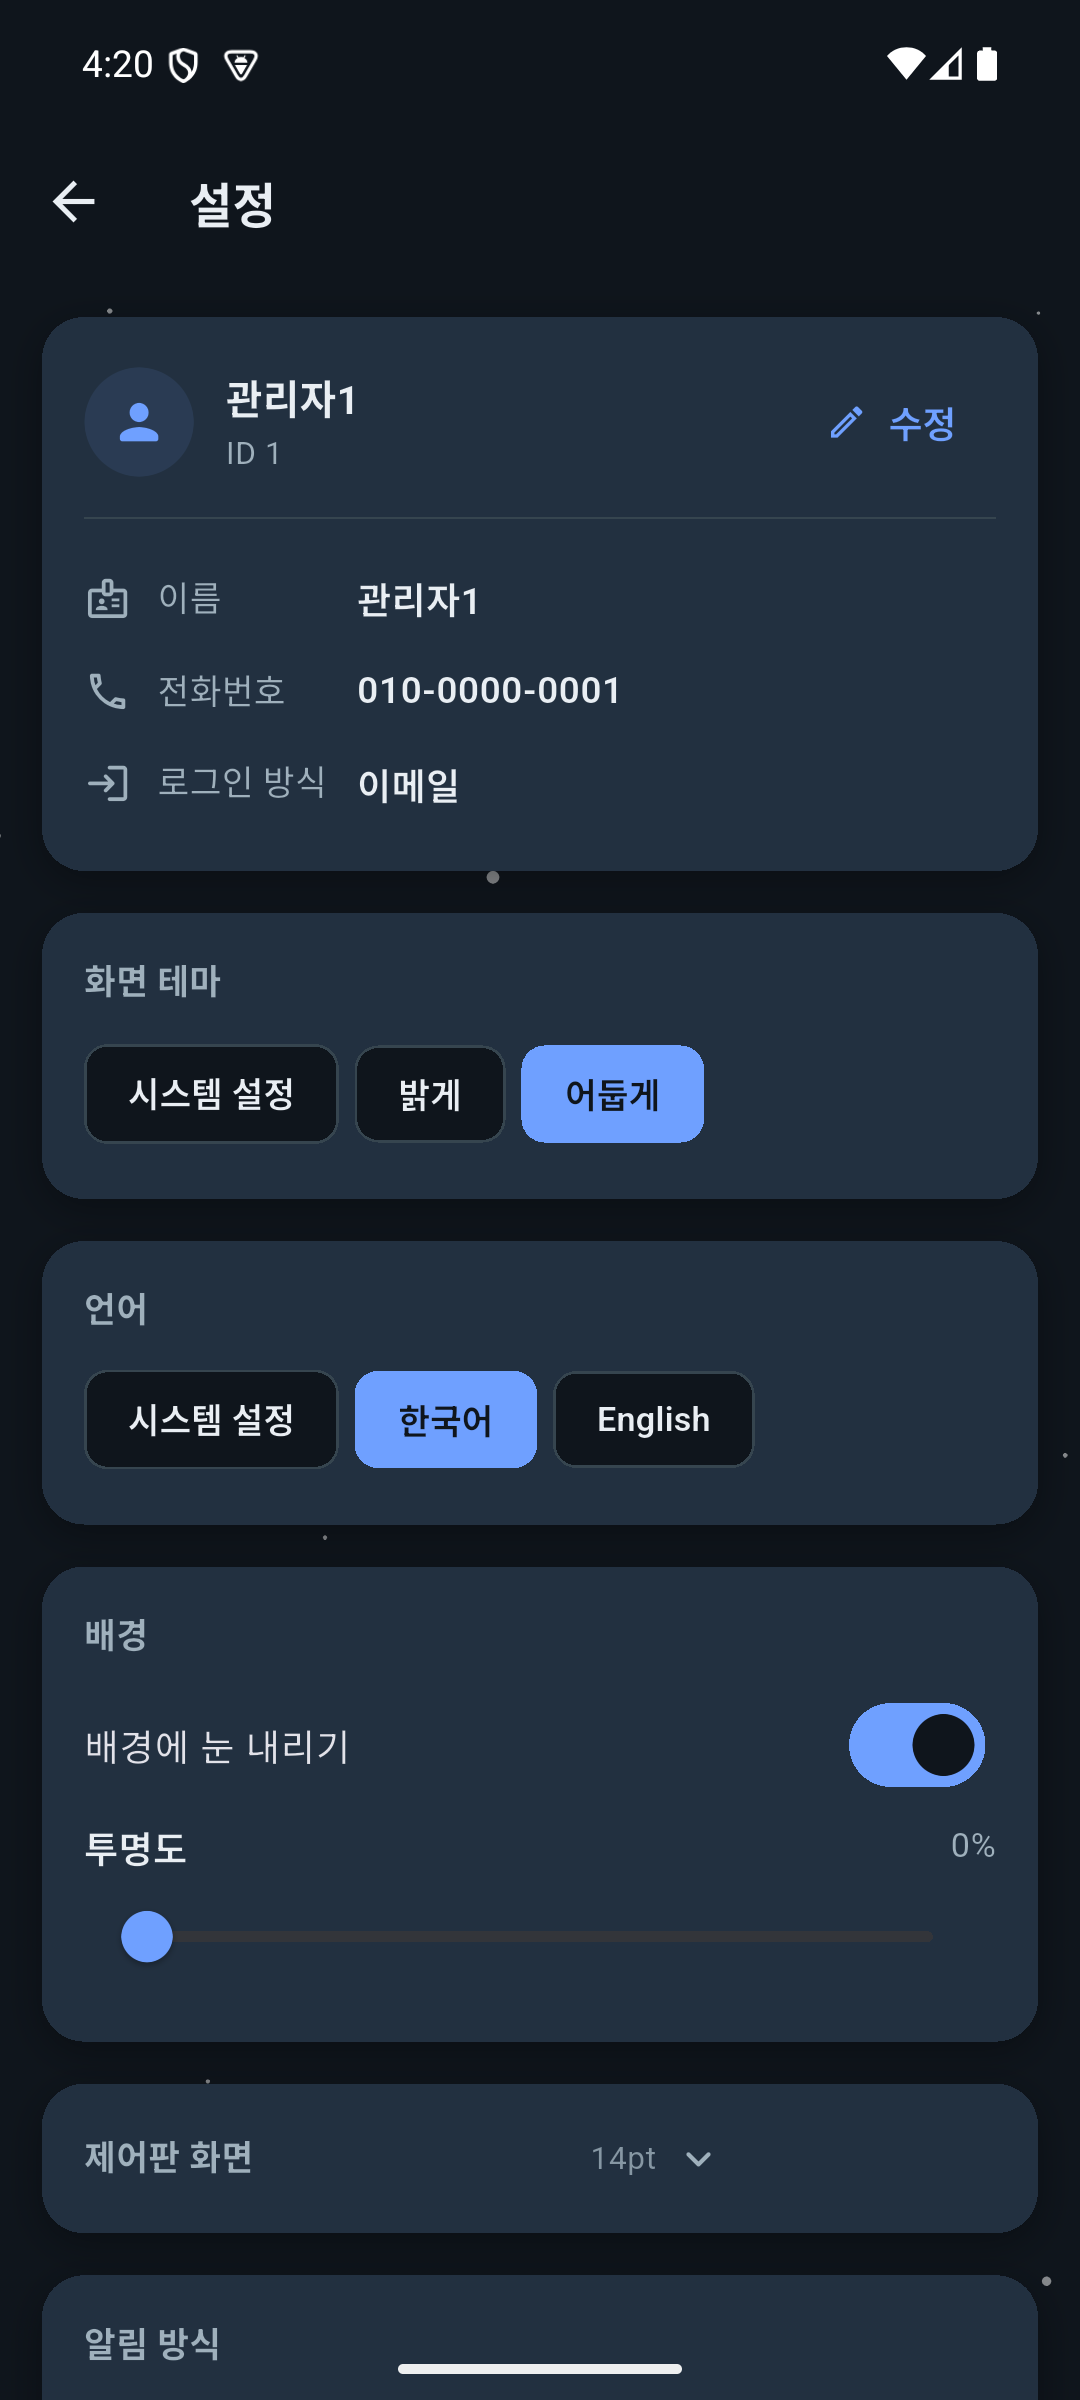 4:20
설정
관리자1
ID 1
수정
이름 관리자1
전화번호 010-0000-0001
로그인 방식 이메일
화면 테마
시스템 설정 밝게 어둡게
언어
시스템 설정 한국어 English
배경
배경에 눈 내리기
투명도 0%
제어판 화면 14pt
알림 방식